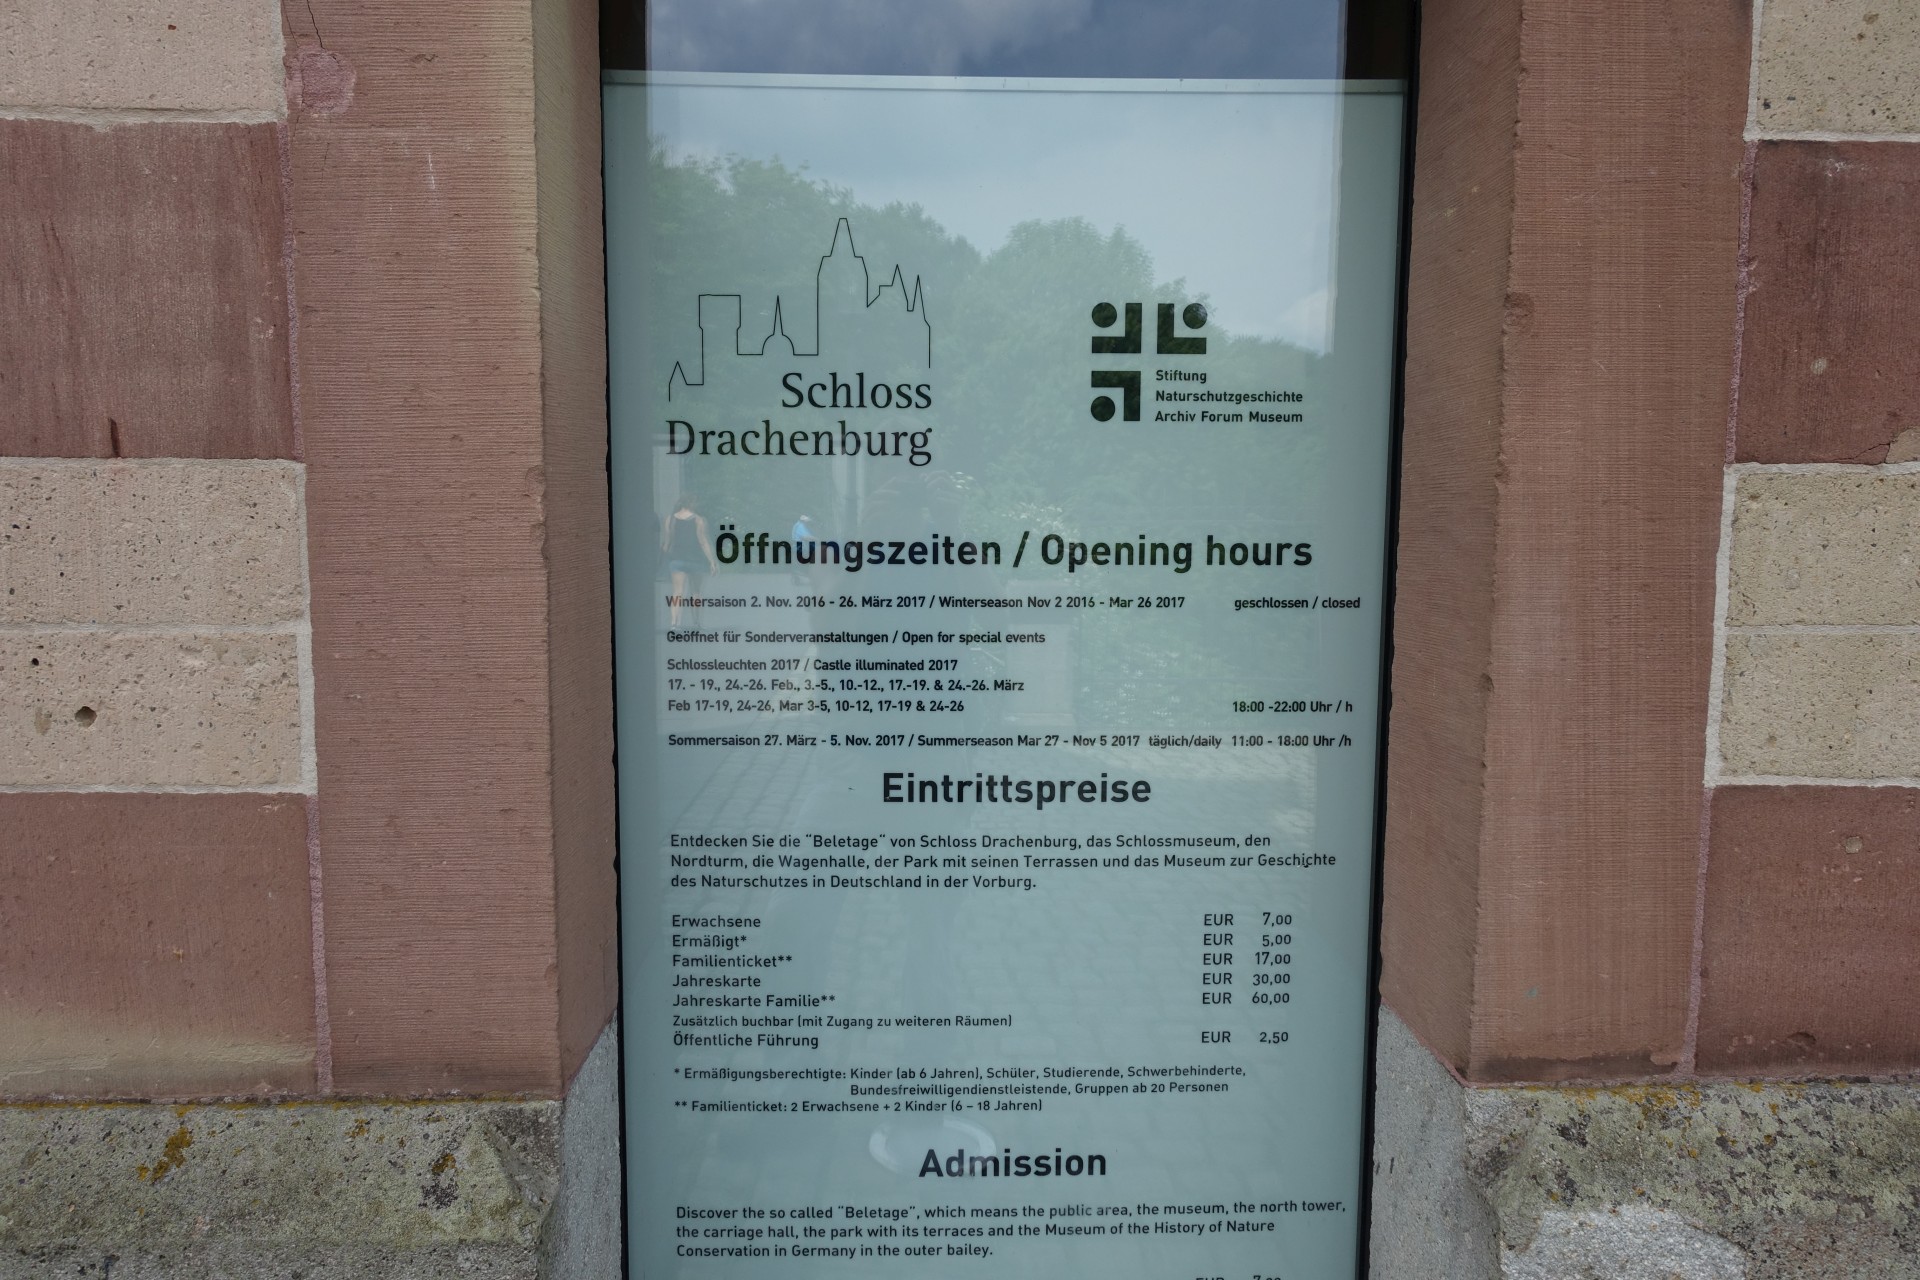 Schloss
Drachenburg
Stiftung
Naturschutzgeschichte
Archiv Forum Museum
Öffnungszeiten / Opening hours
Wintersaison 2. Nov. 2016 - 26. März 2017 / Winterseason Nov 2 2016 - Mar 26 2017 geschlossen / closed
Geöffnet für Sonderveranstaltungen / Open for special events
Schlossleuchten 2017 / Castle illuminated 2017
17. - 19., 24.-26. Feb., 3.-5., 10.-12., 17.-19. & 24.-26. März
Feb 17-19, 24-26, Mar 3-5, 10-12, 17-19 & 24-26 18:00 -22:00 Uhr / h
Sommersaison 27. März - 5. Nov. 2017 / Summerseason Mar 27 - Nov 5 2017 täglich/daily 11:00 - 18:00 Uhr /h
Eintrittspreise
Entdecken Sie die "Beletage" von Schloss Drachenburg, das Schlossmuseum, den
Nordturm, die Wagenhalle, der Park mit seinen Terrassen und das Museum zur Geschichte
des Naturschutzes in Deutschland in der Vorburg.
Erwachsene EUR 7,00
Ermäßigt* EUR 5,00
Familienticket** EUR 17,00
Jahreskarte EUR 30,00
Jahreskarte Familie** EUR 60,00
Zusätzlich buchbar (mit Zugang zu weiteren Räumen)
Öffentliche Führung EUR 2,50
* Ermäßigungsberechtigte: Kinder (ab 6 Jahren), Schüler, Studierende, Schwerbehinderte,
Bundesfreiwilligendienstleistende, Gruppen ab 20 Personen
** Familienticket: 2 Erwachsene + 2 Kinder (6 – 18 Jahren)
Admission
Discover the so called "Beletage", which means the public area, the museum, the north tower,
the carriage hall, the park with its terraces and the Museum of the History of Nature
Conservation in Germany in the outer bailey.
EUR 7,00